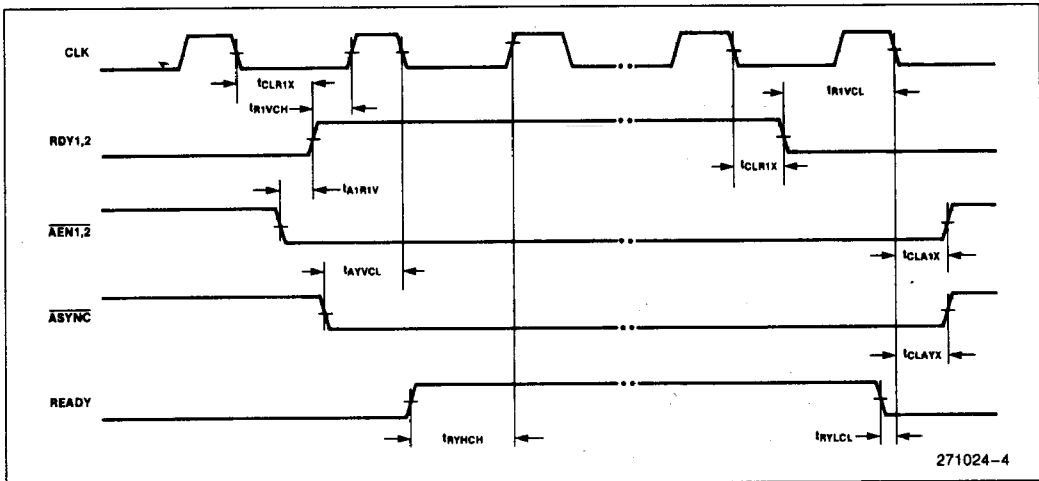 CLK
tCLR1X
tR1VCH
tR1VCL
RDY1,2
tCLR1X
tA1R1V
AEN1,2
tCLA1X
tAYVCL
ASYNC
tCLAYX
READY
tRYHCH
tRYLCL
271024-4